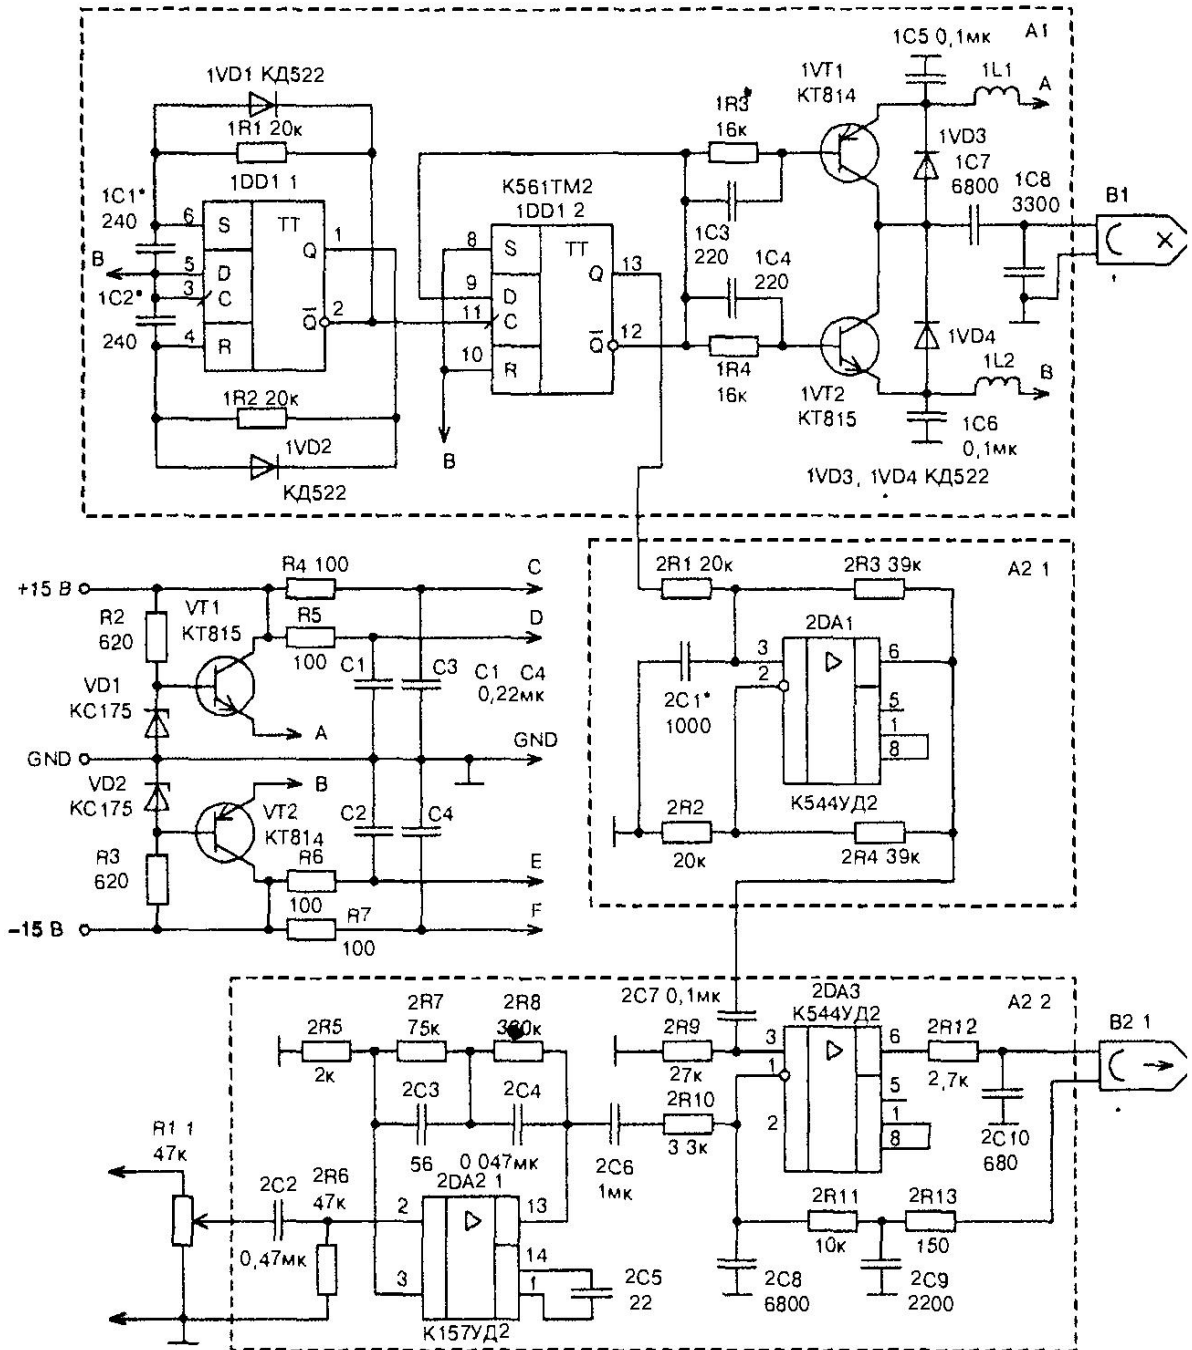 1C5 0,1мк
A1
1VD1 КД522
1VT1
КТ814
1L1
A
1R1 20к
1R3*
16к
1VD3
1C7
6800
1C8
3300
B1
1C1*
240
1DD1 1
К561ТМ2
1DD1 2
6
S
TT
1
Q
8
S
TT
13
Q
1C3
220
1C4
220
B
5
D
3
C
9
D
11
C
1C2*
240
2
Q
12
Q
4
R
10
R
1VD4
1L2
B
1R2 20к
1R4
16к
1VT2
КТ815
1C6
0,1мк
1VD2
КД522
B
1VD3, 1VD4 КД522
+15 В
R4 100
C
R2
620
VT1
КТ815
R5
100
D
VD1
КС175
C1
C3
C1 C4
0,22мк
A
GND
GND
VD2
КС175
B
VT2
КТ814
C2
C4
R3
620
R6
100
E
R7
100
F
-15 В
2R1 20к
2R3 39к
A2 1
2DA1
3
2
6
5
1
8
2C1*
1000
К544УД2
2R2
20к
2R4 39к
2C7 0,1мк
2DA3
К544УД2
A2 2
2R5
2к
2R7
75к
2R8
2R9
27к
3
1
2
6
5
1
8
2R12
2,7к
B2 1
2C3
56
2C4
0 047мк
2R10
3 3к
2C10
680
R1 1
47к
2C6
1мк
2C2
0,47мк
2R6
47к
2DA2 1
2
3
13
14
1
2C5
22
К157УД2
2R11
10к
2R13
150
2C8
6800
2C9
2200